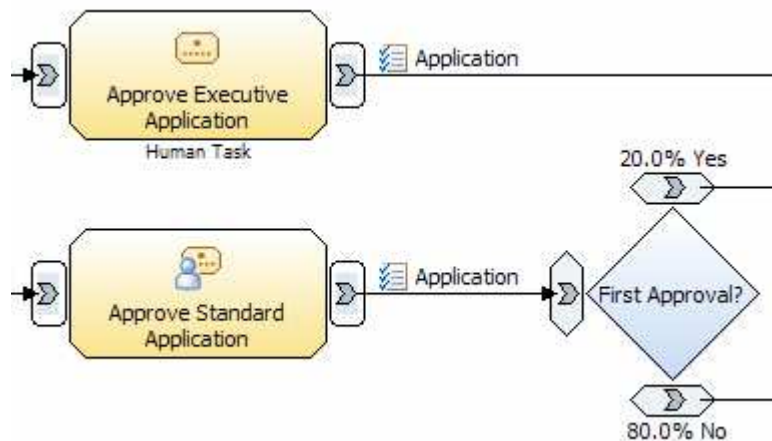 Application
Approve Executive
Application
Human Task
20.0% Yes
Application
First Approval?
Approve Standard
Application
80.0% No